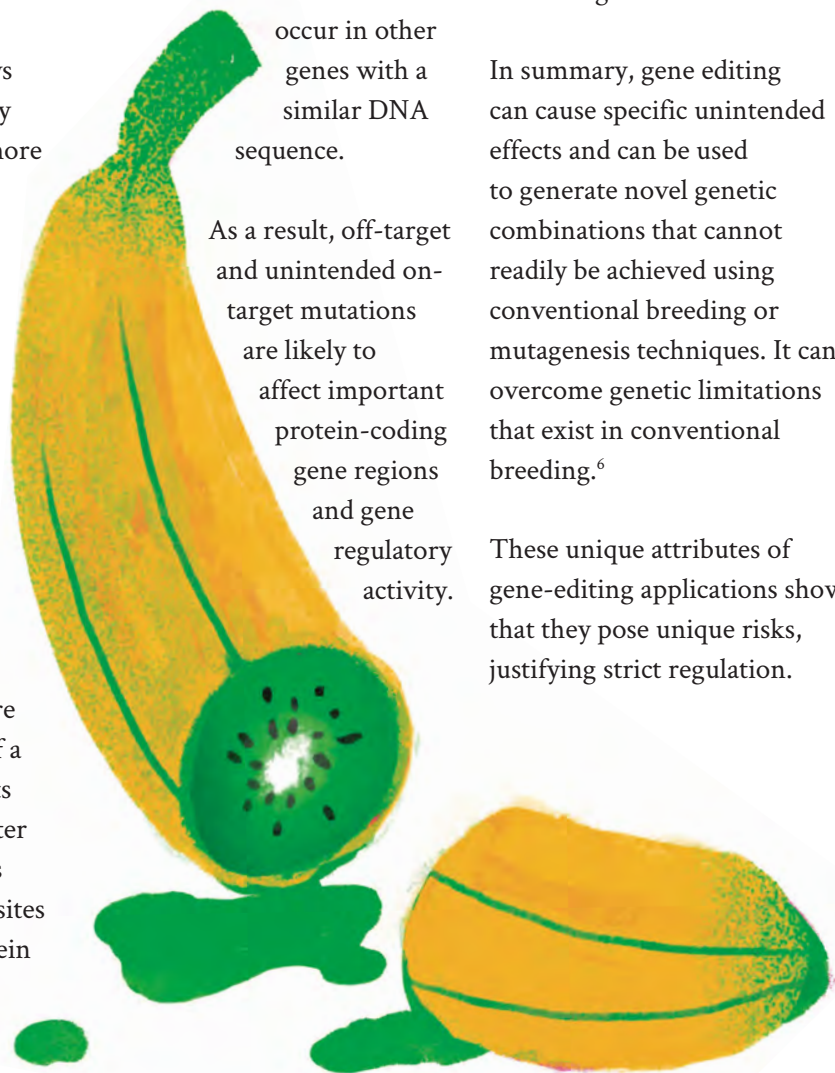 occur in other
genes with a
similar DNA
sequence.
As a result, off-target
and unintended on-
target mutations
are likely to
affect important
protein-coding
gene regions
and gene
regulatory
activity.
In summary, gene editing
can cause specific unintended
effects and can be used
to generate novel genetic
combinations that cannot
readily be achieved using
conventional breeding or
mutagenesis techniques. It can
overcome genetic limitations
that exist in conventional
breeding.⁶
These unique attributes of
gene-editing applications show
that they pose unique risks,
justifying strict regulation.